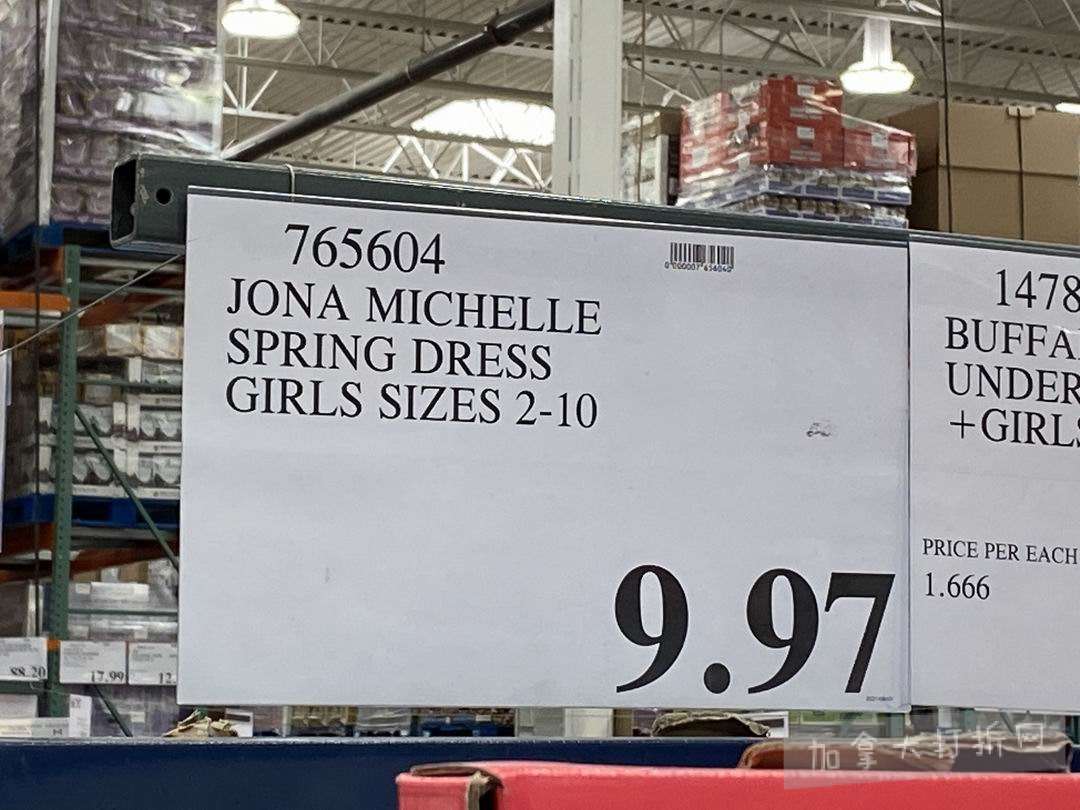 765604
JONA MICHELLE
SPRING DRESS
GIRLS SIZES 2-10
9.97
1478
BUFFA
UNDER
+GIRLS
PRICE PER EACH
1.666
88.20
17.99
12.
加拿大打折网